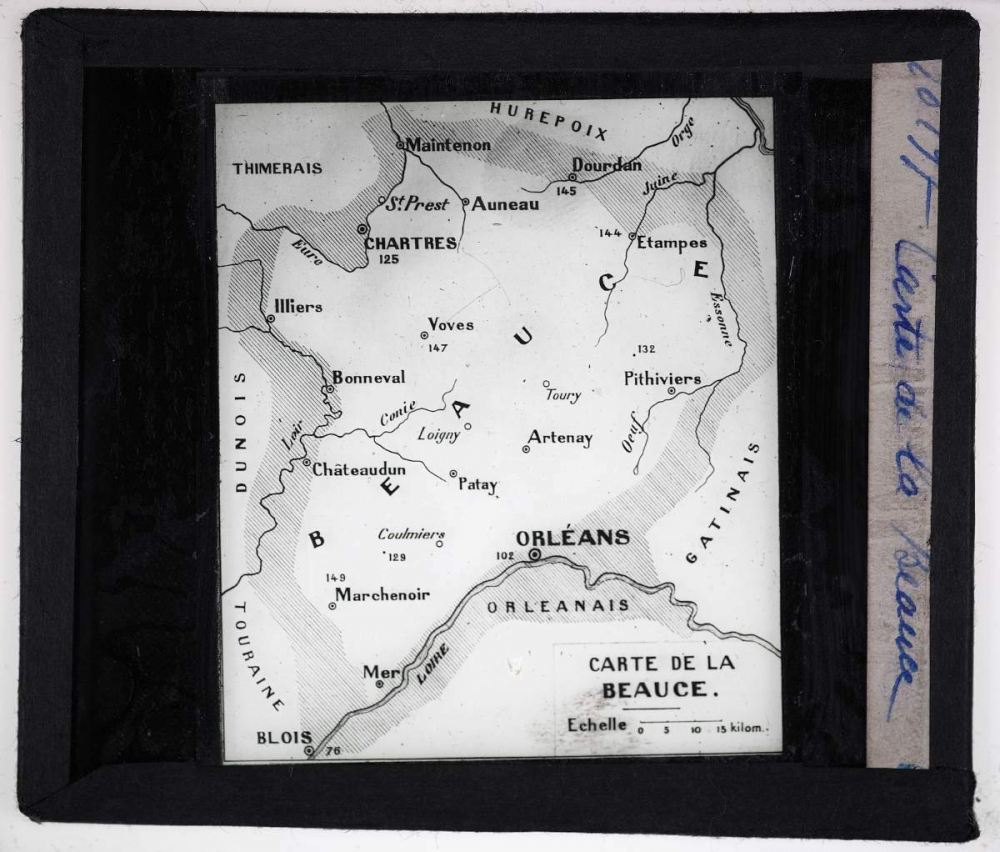 HUREPOIX
Orge
Maintenon
THIMERAIS
Dourdan
145
Juine
St Prest
Auneau
144
Etampes
CHARTRES
125
Eure
C
E
Essonne
Illiers
Voves
147
U
132
Bonneval
Pithiviers
Toury
DUNOIS
Conie
A
Loigny
Artenay
Oeuf
Loir
Châteaudun
Patay
E
GATINAIS
B
Coulmiers
129
ORLÉANS
102
149
Marchenoir
ORLEANAIS
TOURAINE
Mer
LOIRE
BLOIS
76
CARTE DE LA
BEAUCE.
Echelle 0 5 10 15 kilom.
Carte de la Beauce